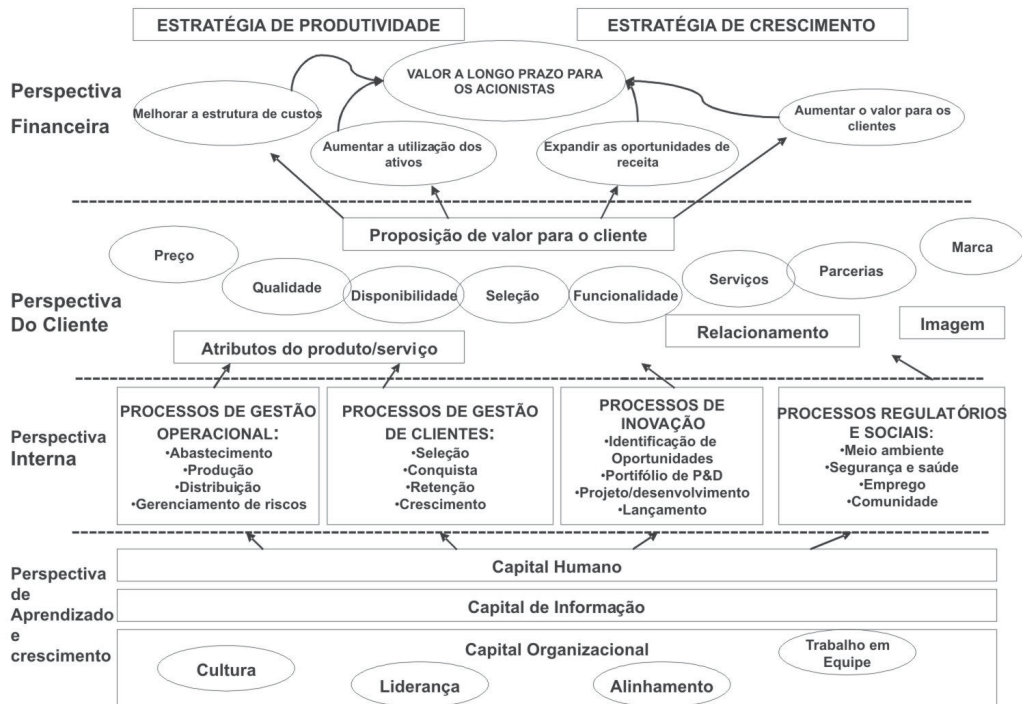 ESTRATÉGIA DE PRODUTIVIDADE
ESTRATÉGIA DE CRESCIMENTO
Perspectiva
Financeira
VALOR A LONGO PRAZO PARA
OS ACIONISTAS
Melhorar a estrutura de custos
Aumentar o valor para os
clientes
Aumentar a utilização dos
ativos
Expandir as oportunidades de
receita
Proposição de valor para o cliente
Perspectiva
Do Cliente
Preço
Qualidade
Disponibilidade
Seleção
Funcionalidade
Serviços
Parcerias
Marca
Atributos do produto/serviço
Relacionamento
Imagem
Perspectiva
Interna
PROCESSOS DE GESTÃO
OPERACIONAL:
•Abastecimento
•Produção
•Distribuição
•Gerenciamento de riscos
PROCESSOS DE GESTÃO
DE CLIENTES:
•Seleção
•Conquista
•Retenção
•Crescimento
PROCESSOS DE
INOVAÇÃO
•Identificação de
Oportunidades
•Portifólio de P&D
•Projeto/desenvolvimento
•Lançamento
PROCESSOS REGULATÓRIOS
E SOCIAIS:
•Meio ambiente
•Segurança e saúde
•Emprego
•Comunidade
Perspectiva
de
Aprendizado
e
crescimento
Capital Humano
Capital de Informação
Capital Organizacional
Cultura
Liderança
Alinhamento
Trabalho em
Equipe